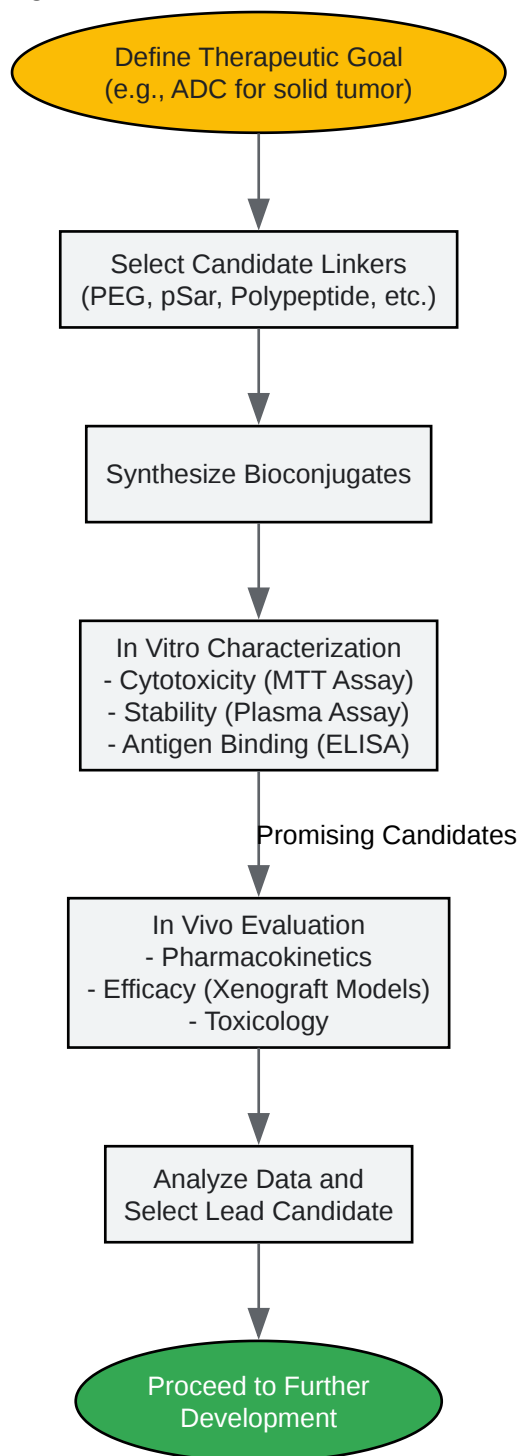 Define Therapeutic Goal
(e.g., ADC for solid tumor)
Select Candidate Linkers
(PEG, pSar, Polypeptide, etc.)
Synthesize Bioconjugates
In Vitro Characterization
- Cytotoxicity (MTT Assay)
- Stability (Plasma Assay)
- Antigen Binding (ELISA)
Promising Candidates
In Vivo Evaluation
- Pharmacokinetics
- Efficacy (Xenograft Models)
- Toxicology
Analyze Data and
Select Lead Candidate
Proceed to Further
Development